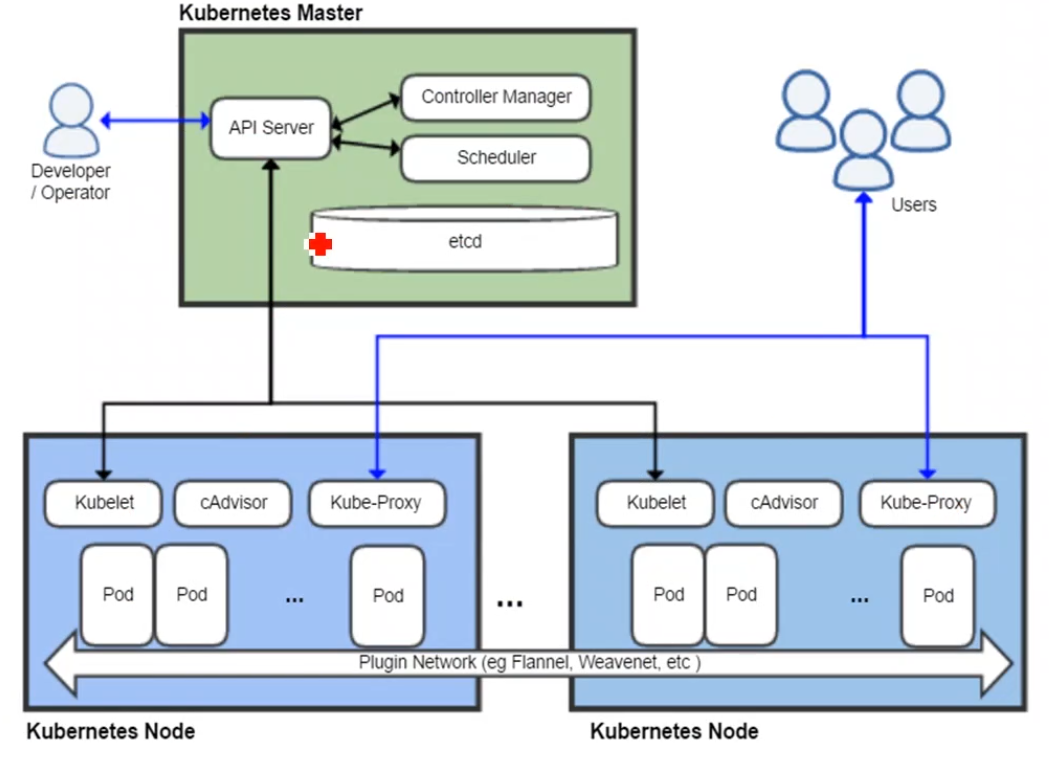 Kubernetes Master
Controller Manager
API Server
Scheduler
Developer
/ Operator
Users
etcd
Kubelet
cAdvisor
Kube-Proxy
Pod
Pod
...
Pod
...
Kubelet
cAdvisor
Kube-Proxy
Pod
Pod
...
Pod
Plugin Network (eg Flannel, Weavenet, etc )
Kubernetes Node
Kubernetes Node